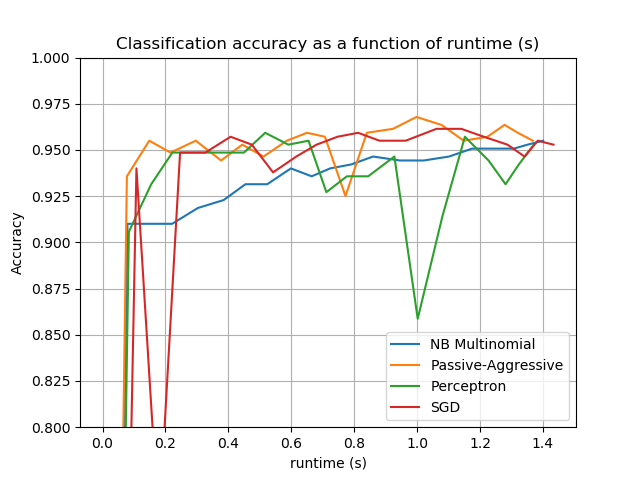 Classification accuracy as a function of runtime (s)
1.000
0.975
0.950
0.925
0.900
0.875
0.850
0.825
0.800
Accuracy
NB Multinomial
Passive-Aggressive
Perceptron
SGD
0.0 0.2 0.4 0.6 0.8 1.0 1.2 1.4
runtime (s)